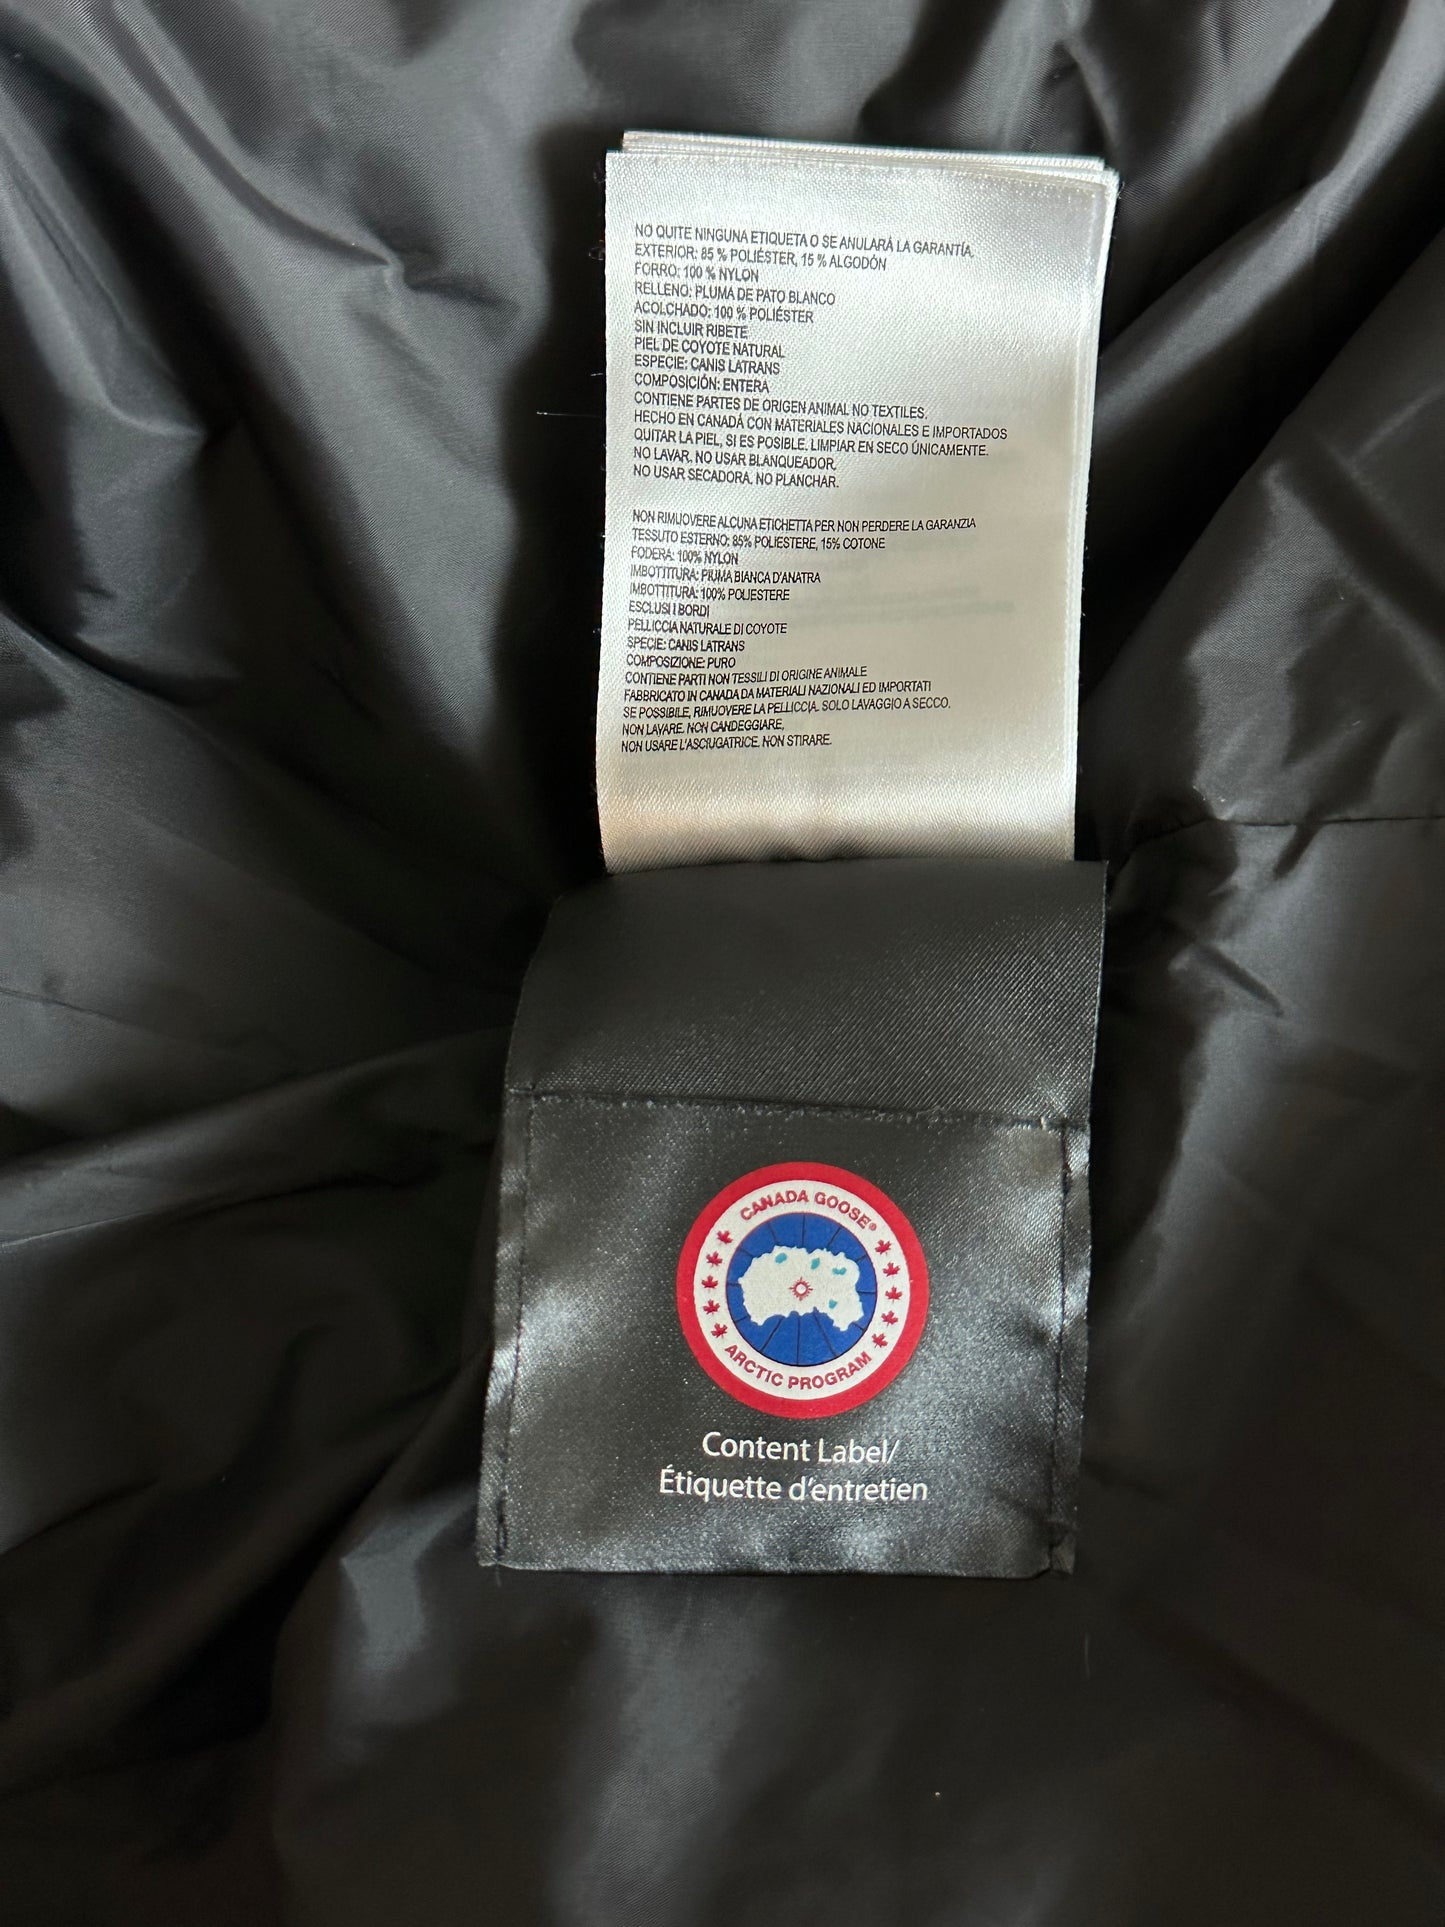 NO QUITE NINGUNA ETIQUETA O SE ANULARÁ LA GARANTÍA.
EXTERIOR: 85 % POLIÉSTER, 15 % ALGODÓN
FORRO: 100 % NYLON
RELLENO: PLUMA DE PATO BLANCO
ACOLCHADO: 100 % POLIÉSTER
SIN INCLUIR RIBETE
PIEL DE COYOTE NATURAL
ESPECIE: CANIS LATRANS
COMPOSICIÓN: ENTERA
CONTIENE PARTES DE ORIGEN ANIMAL NO TEXTILES.
HECHO EN CANADÁ CON MATERIALES NACIONALES E IMPORTADOS
QUITAR LA PIEL, SI ES POSIBLE. LIMPIAR EN SECO ÚNICAMENTE.
NO LAVAR. NO USAR BLANQUEADOR.
NO USAR SECADORA. NO PLANCHAR.
NON RIMUOVERE ALCUNA ETICHETTA PER NON PERDERE LA GARANZIA
TESSUTO ESTERNO: 85% POLIESTERE, 15% COTONE
FODERA: 100% NYLON
IMBOTTITURA: PIUMA BIANCA D'ANATRA
IMBOTTITURA: 100% POLIESTERE
ESCLUSI I BORDI
PELLICCIA NATURALE DI COYOTE
SPECIE: CANIS LATRANS
COMPOSIZIONE: PURO
CONTIENE PARTI NON TESSILI DI ORIGINE ANIMALE
FABBRICATO IN CANADA DA MATERIALI NAZIONALI ED IMPORTATI
SE POSSIBILE, RIMUOVERE LA PELLICCIA. SOLO LAVAGGIO A SECCO.
NON LAVARE. NON CANDEGGIARE,
NON USARE L'ASCIUGATRICE. NON STIRARE.
CANADA GOOSE®
ARCTIC PROGRAM
Content Label/
Étiquette d'entretien